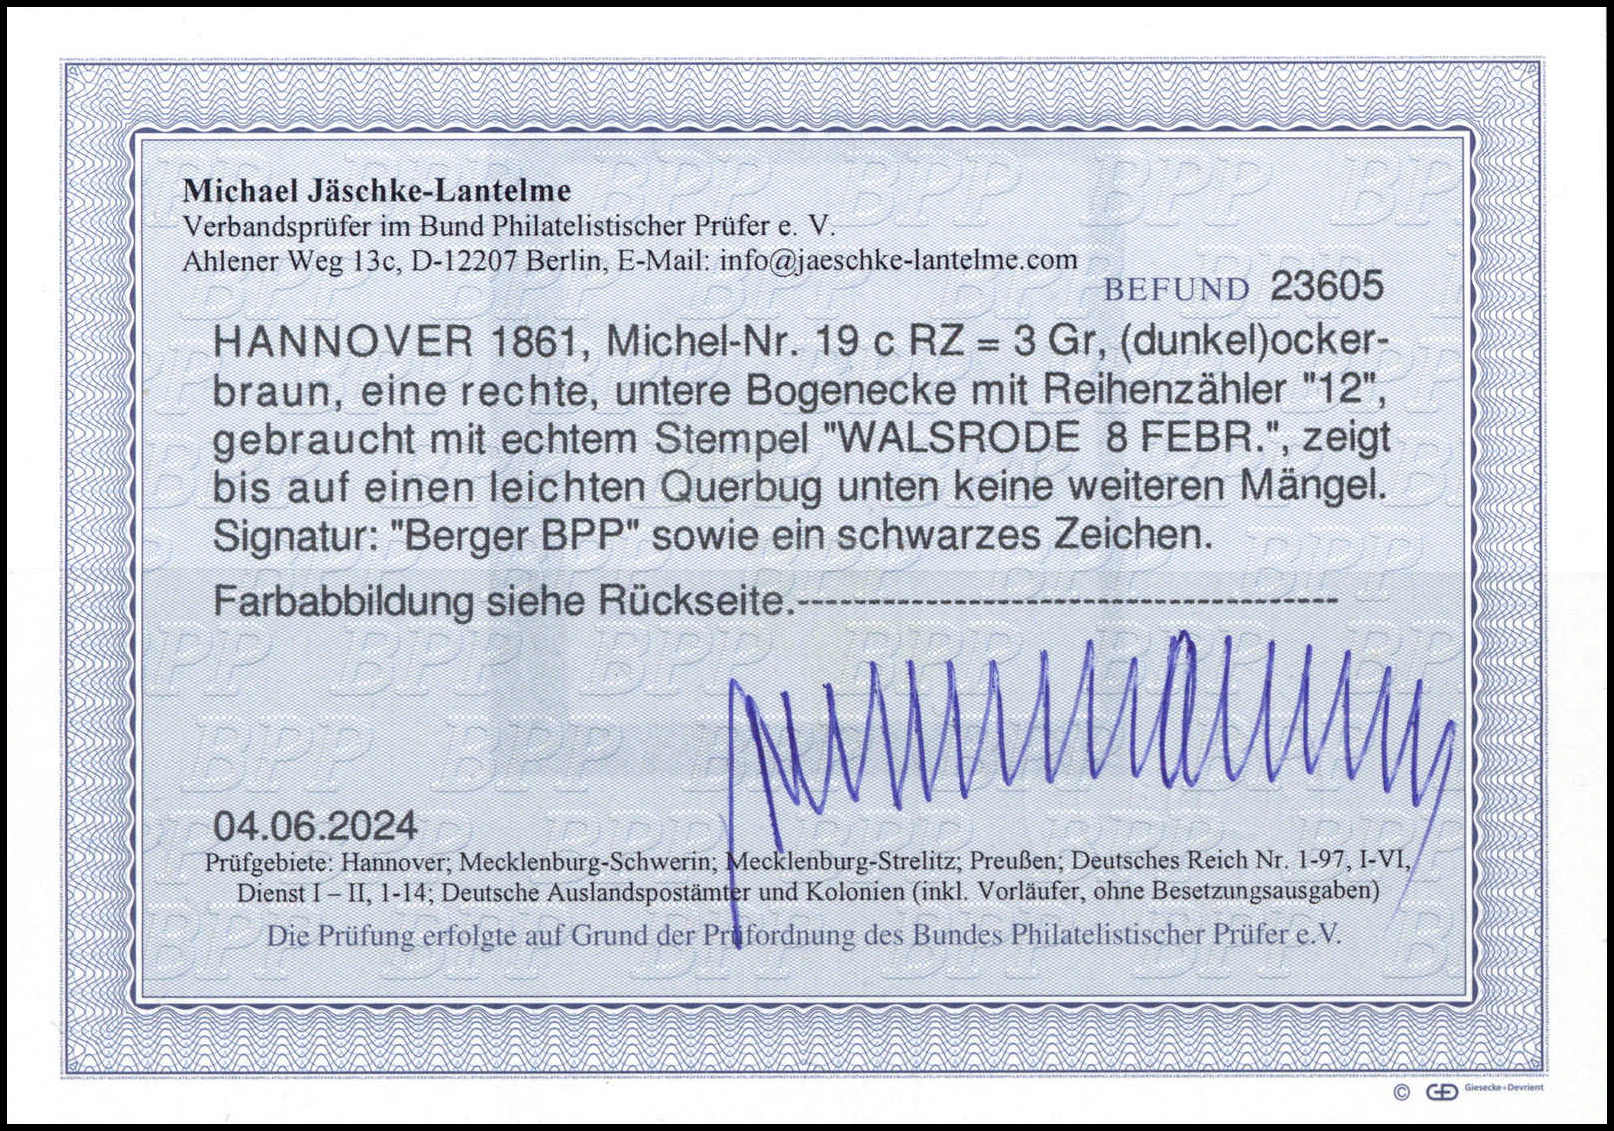 Michael Jäschke-Lantelme
Verbandsprüfer im Bund Philatelistischer Prüfer e. V.
Ahlener Weg 13c, D-12207 Berlin, E-Mail: info@jaeschke-lantelme.com
BEFUND 23605
HANNOVER 1861, Michel-Nr. 19 c RZ = 3 Gr, (dunkel)ocker-
braun, eine rechte, untere Bogenecke mit Reihenzähler "12",
gebraucht mit echtem Stempel "WALSRODE 8 FEBR.", zeigt
bis auf einen leichten Querbug unten keine weiteren Mängel.
Signatur: "Berger BPP" sowie ein schwarzes Zeichen.
Farbabbildung siehe Rückseite.---------------------------------------
04.06.2024
Prüfgebiete: Hannover; Mecklenburg-Schwerin; Mecklenburg-Strelitz; Preußen; Deutsches Reich Nr. 1-97, I-VI,
Dienst I – II, 1-14; Deutsche Auslandspostämter und Kolonien (inkl. Vorläufer, ohne Besetzungsausgaben)
Die Prüfung erfolgte auf Grund der Prüfordnung des Bundes Philatelistischer Prüfer e.V.
© GD Giesecke+Devrient